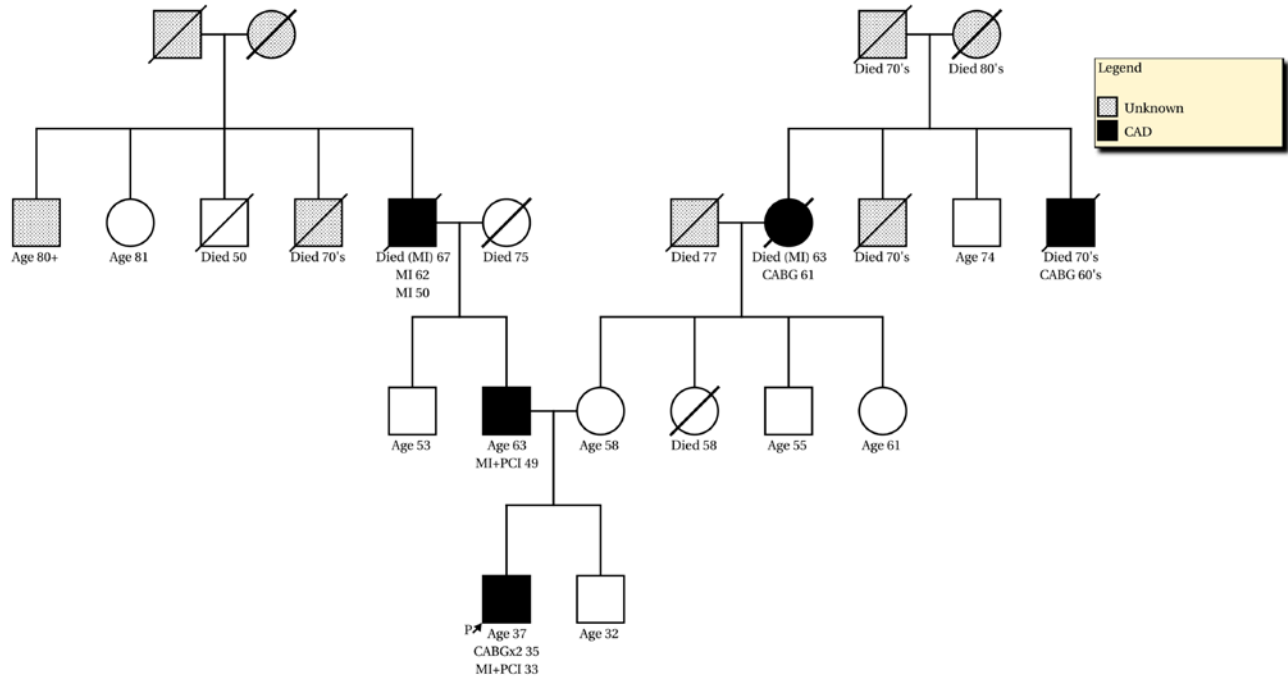 Died 70's
Died 80's
Legend
Unknown
CAD
Age 80+
Age 81
Died 50
Died 70's
Died (MI) 67
MI 62
MI 50
Died 75
Died 77
Died (MI) 63
CABG 61
Died 70's
Age 74
Died 70's
CABG 60's
Age 53
Age 63
MI+PCI 49
Age 58
Died 58
Age 55
Age 61
P
Age 37
CABGx2 35
MI+PCI 33
Age 32